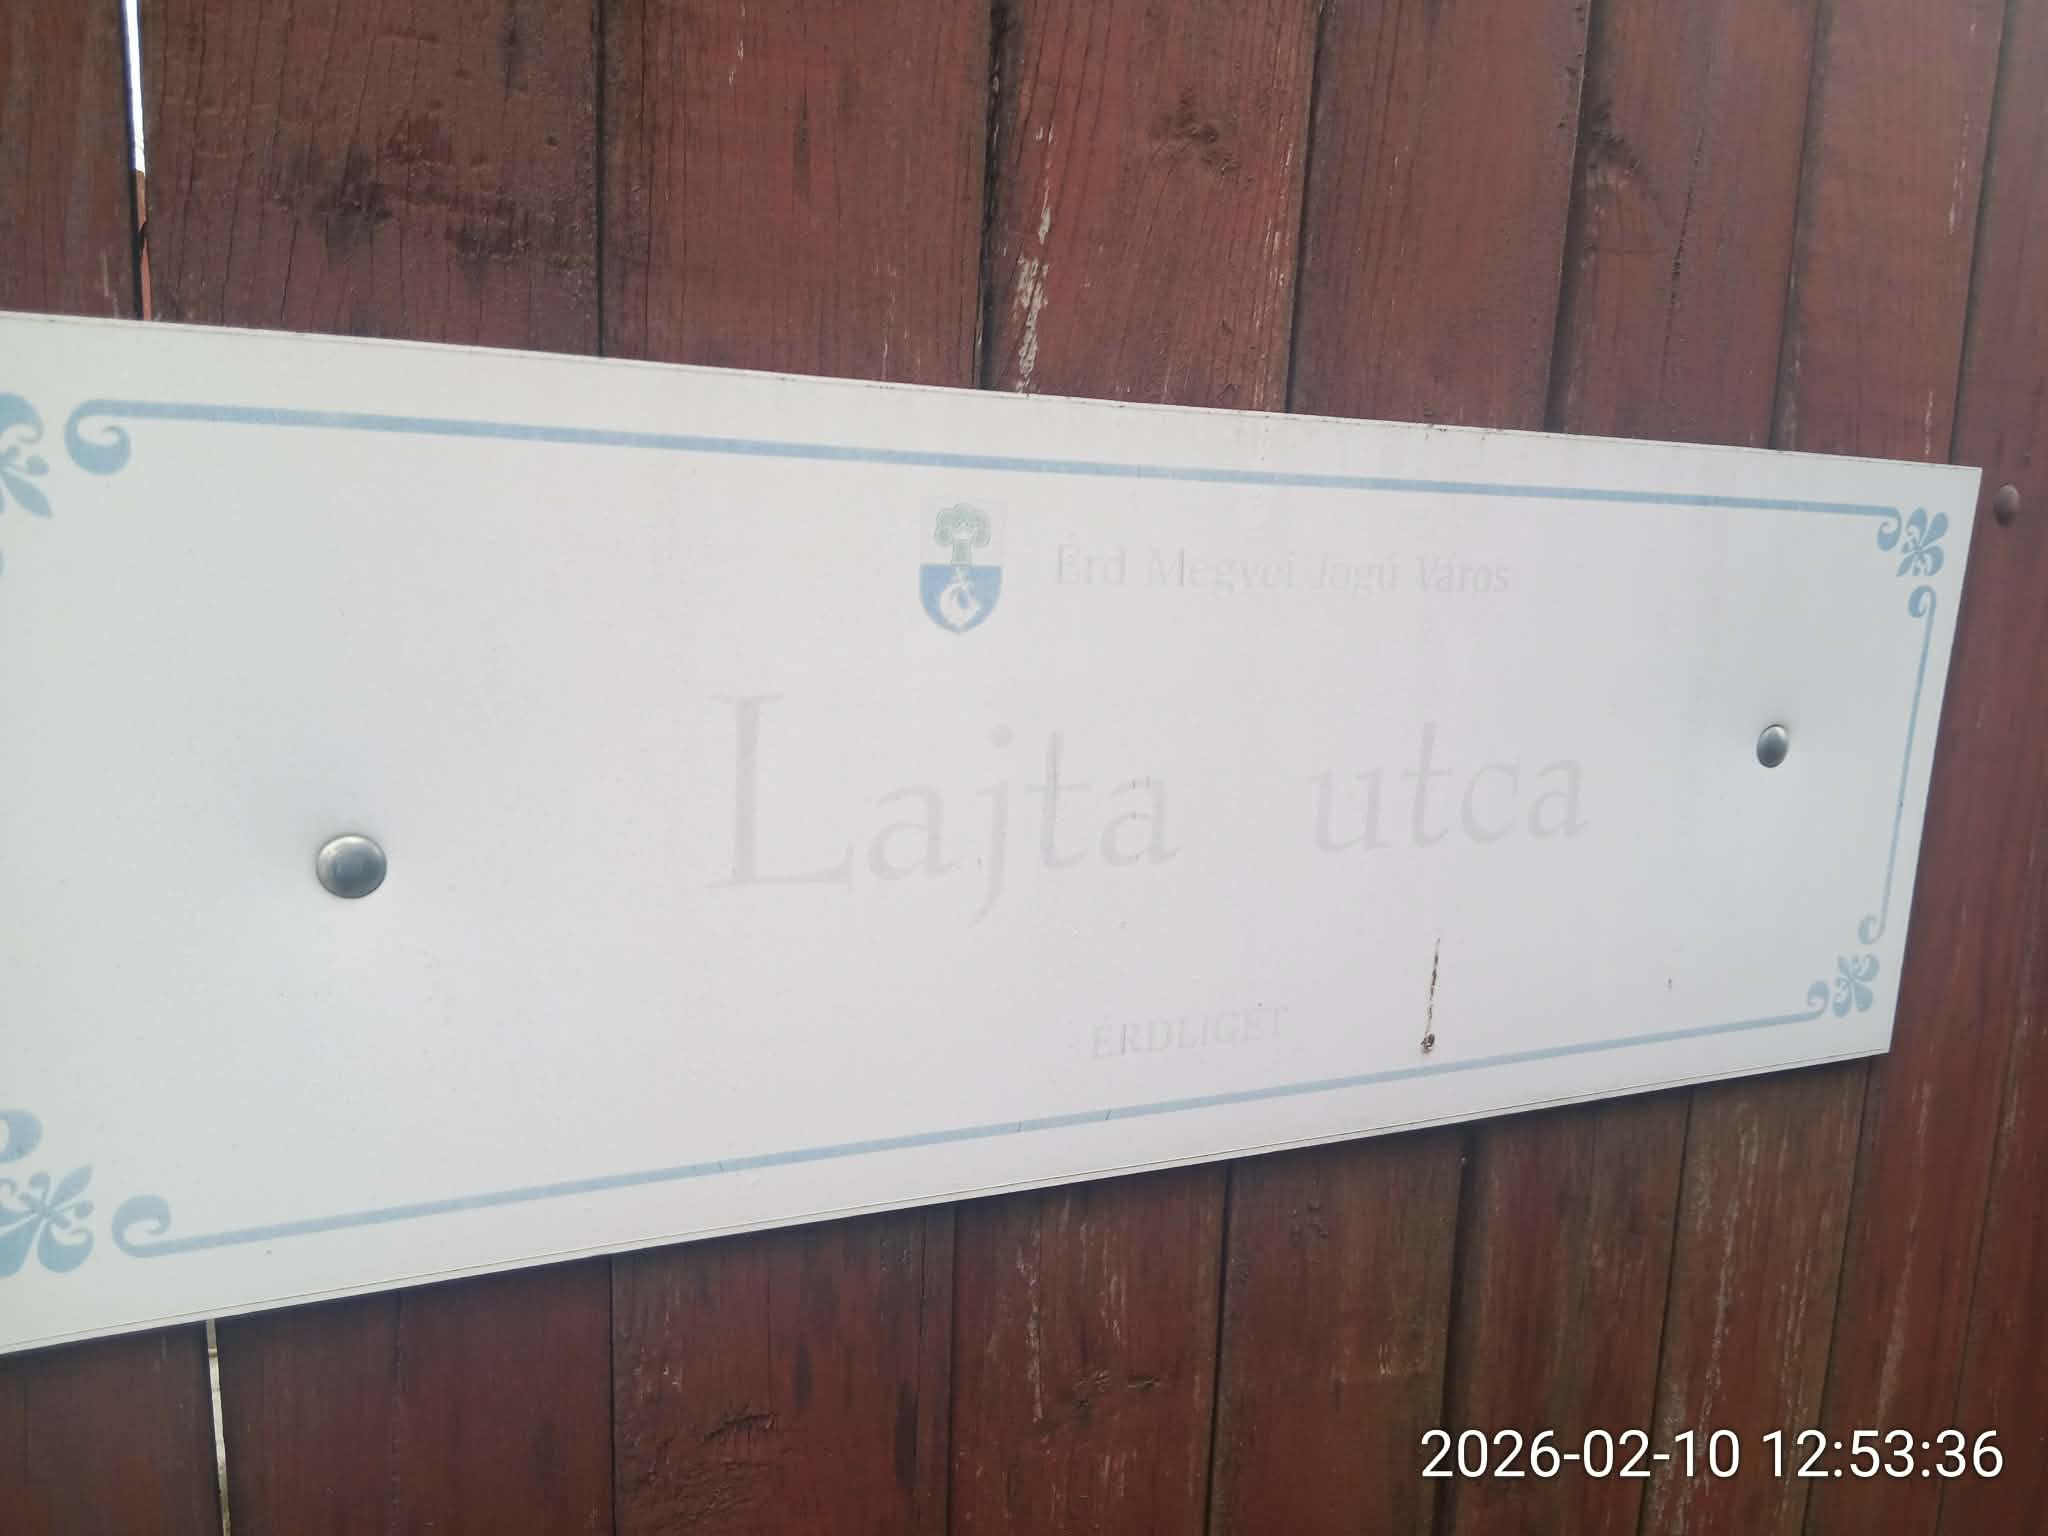 Érd Megyei Jogú Város
Lajta utca
ÉRDLIGET
2026-02-10 12:53:36